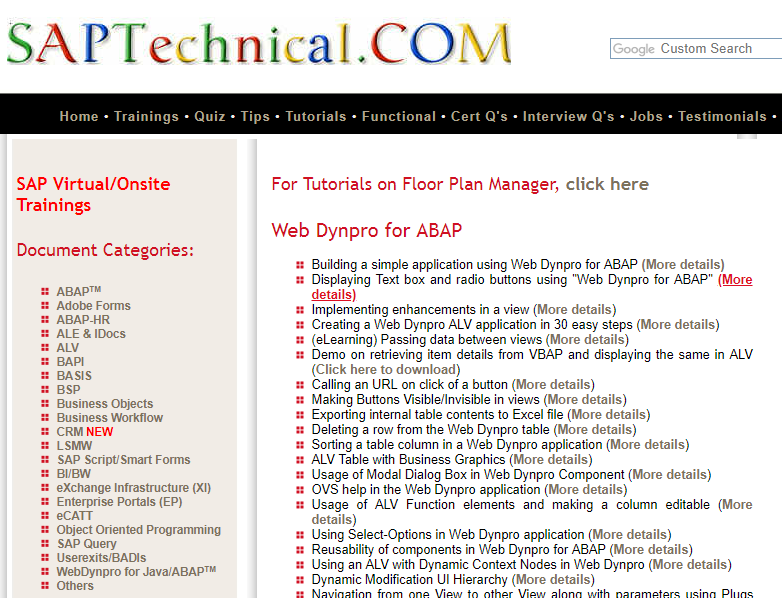 SAPTechnical.COM
Google Custom Search
Home • Trainings • Quiz • Tips • Tutorials • Functional • Cert Q's • Interview Q's • Jobs • Testimonials •
SAP Virtual/Onsite
Trainings
Document Categories:
ABAP™
Adobe Forms
ABAP-HR
ALE & IDocs
ALV
BAPI
BASIS
BSP
Business Objects
Business Workflow
CRM NEW
LSMW
SAP Script/Smart Forms
BI/BW
eXchange Infrastructure (XI)
Enterprise Portals (EP)
eCATT
Object Oriented Programming
SAP Query
Userexits/BADIs
WebDynpro for Java/ABAP™
Others
For Tutorials on Floor Plan Manager, click here
Web Dynpro for ABAP
Building a simple application using Web Dynpro for ABAP (More details)
Displaying Text box and radio buttons using "Web Dynpro for ABAP" (More
details)
Implementing enhancements in a view (More details)
Creating a Web Dynpro ALV application in 30 easy steps (More details)
(eLearning) Passing data between views (More details)
Demo on retrieving item details from VBAP and displaying the same in ALV
(Click here to download)
Calling an URL on click of a button (More details)
Making Buttons Visible/Invisible in views (More details)
Exporting internal table contents to Excel file (More details)
Deleting a row from the Web Dynpro table (More details)
Sorting a table column in a Web Dynpro application (More details)
ALV Table with Business Graphics (More details)
Usage of Modal Dialog Box in Web Dynpro Component (More details)
OVS help in the Web Dynpro application (More details)
Usage of ALV Function elements and making a column editable (More
details)
Using Select-Options in Web Dynpro application (More details)
Reusability of components in Web Dynpro for ABAP (More details)
Using an ALV with Dynamic Context Nodes in Web Dynpro (More details)
Dynamic Modification UI Hierarchy (More details)
Navigation from one View to other View along with parameters using Plugs